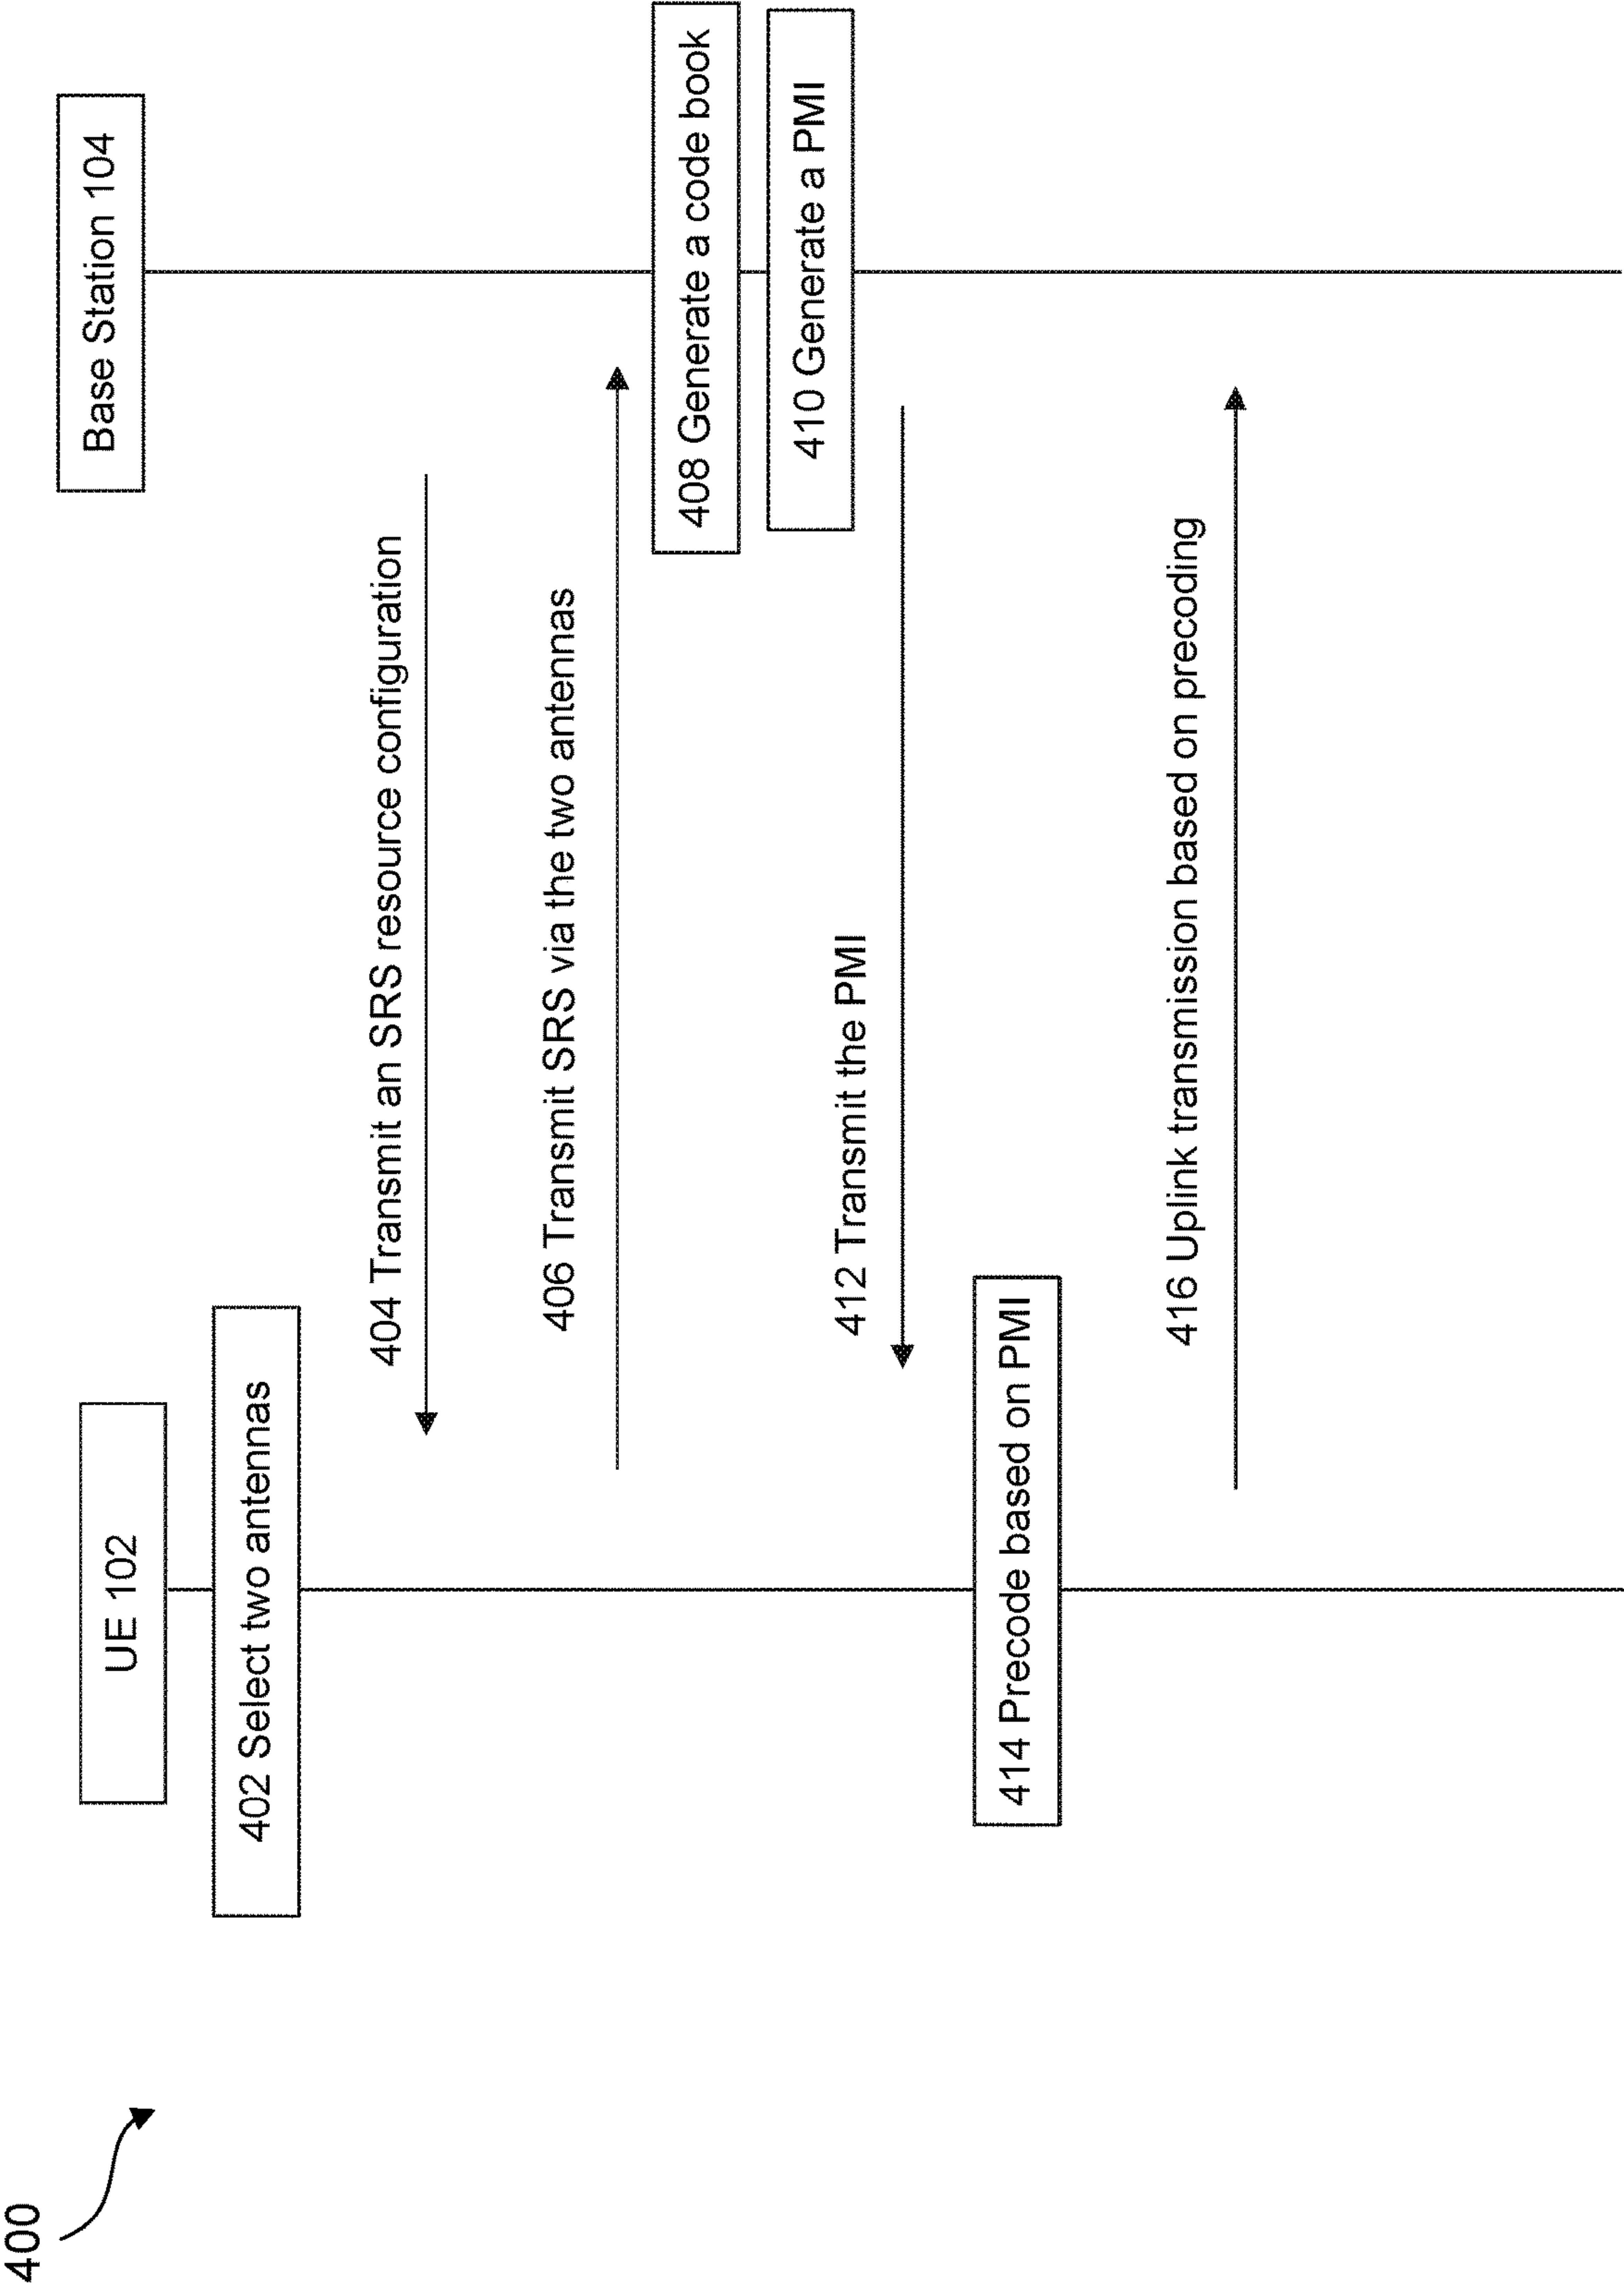 400
UE 102
Base Station 104
402 Select two antennas
404 Transmit an SRS resource configuration
406 Transmit SRS via the two antennas
408 Generate a code book
410 Generate a PMI
412 Transmit the PMI
414 Precode based on PMI
416 Uplink transmission based on precoding